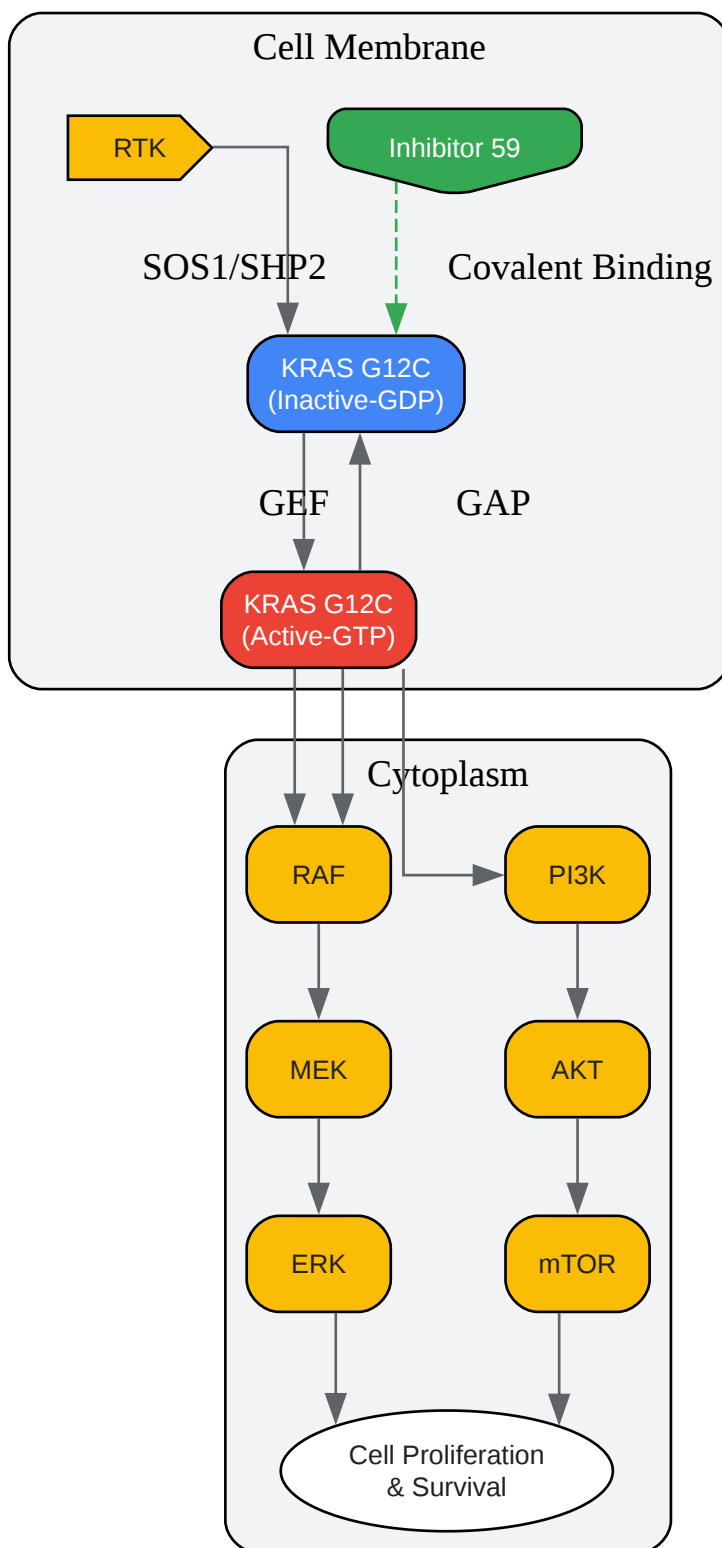 Cell Membrane
RTK
Inhibitor 59
SOS1/SHP2
Covalent Binding
KRAS G12C
(Inactive-GDP)
GEF
GAP
KRAS G12C
(Active-GTP)
Cytoplasm
RAF
PI3K
MEK
AKT
ERK
mTOR
Cell Proliferation
& Survival